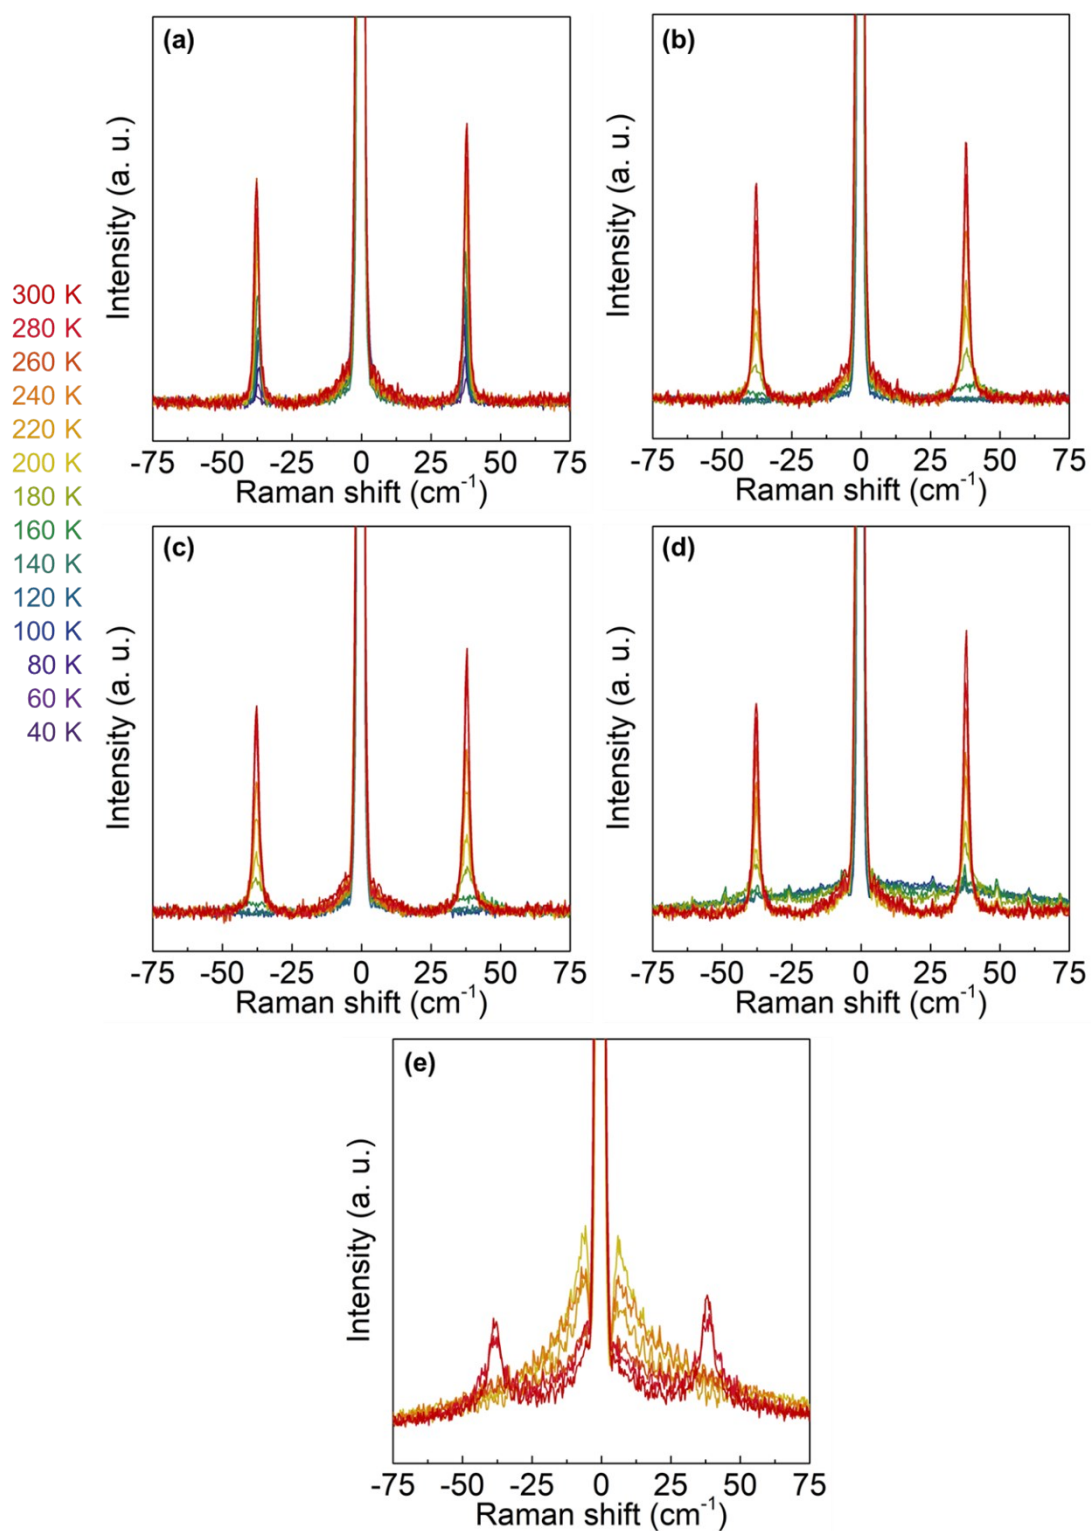 (a)
Intensity (a. u.)
-75 -50 -25 0 25 50 75
Raman shift (cm⁻¹)
(b)
Intensity (a. u.)
-75 -50 -25 0 25 50 75
Raman shift (cm⁻¹)
300 K
280 K
260 K
240 K
220 K
200 K
180 K
160 K
140 K
120 K
100 K
80 K
60 K
40 K
(c)
Intensity (a. u.)
-75 -50 -25 0 25 50 75
Raman shift (cm⁻¹)
(d)
Intensity (a. u.)
-75 -50 -25 0 25 50 75
Raman shift (cm⁻¹)
(e)
Intensity (a. u.)
-75 -50 -25 0 25 50 75
Raman shift (cm⁻¹)